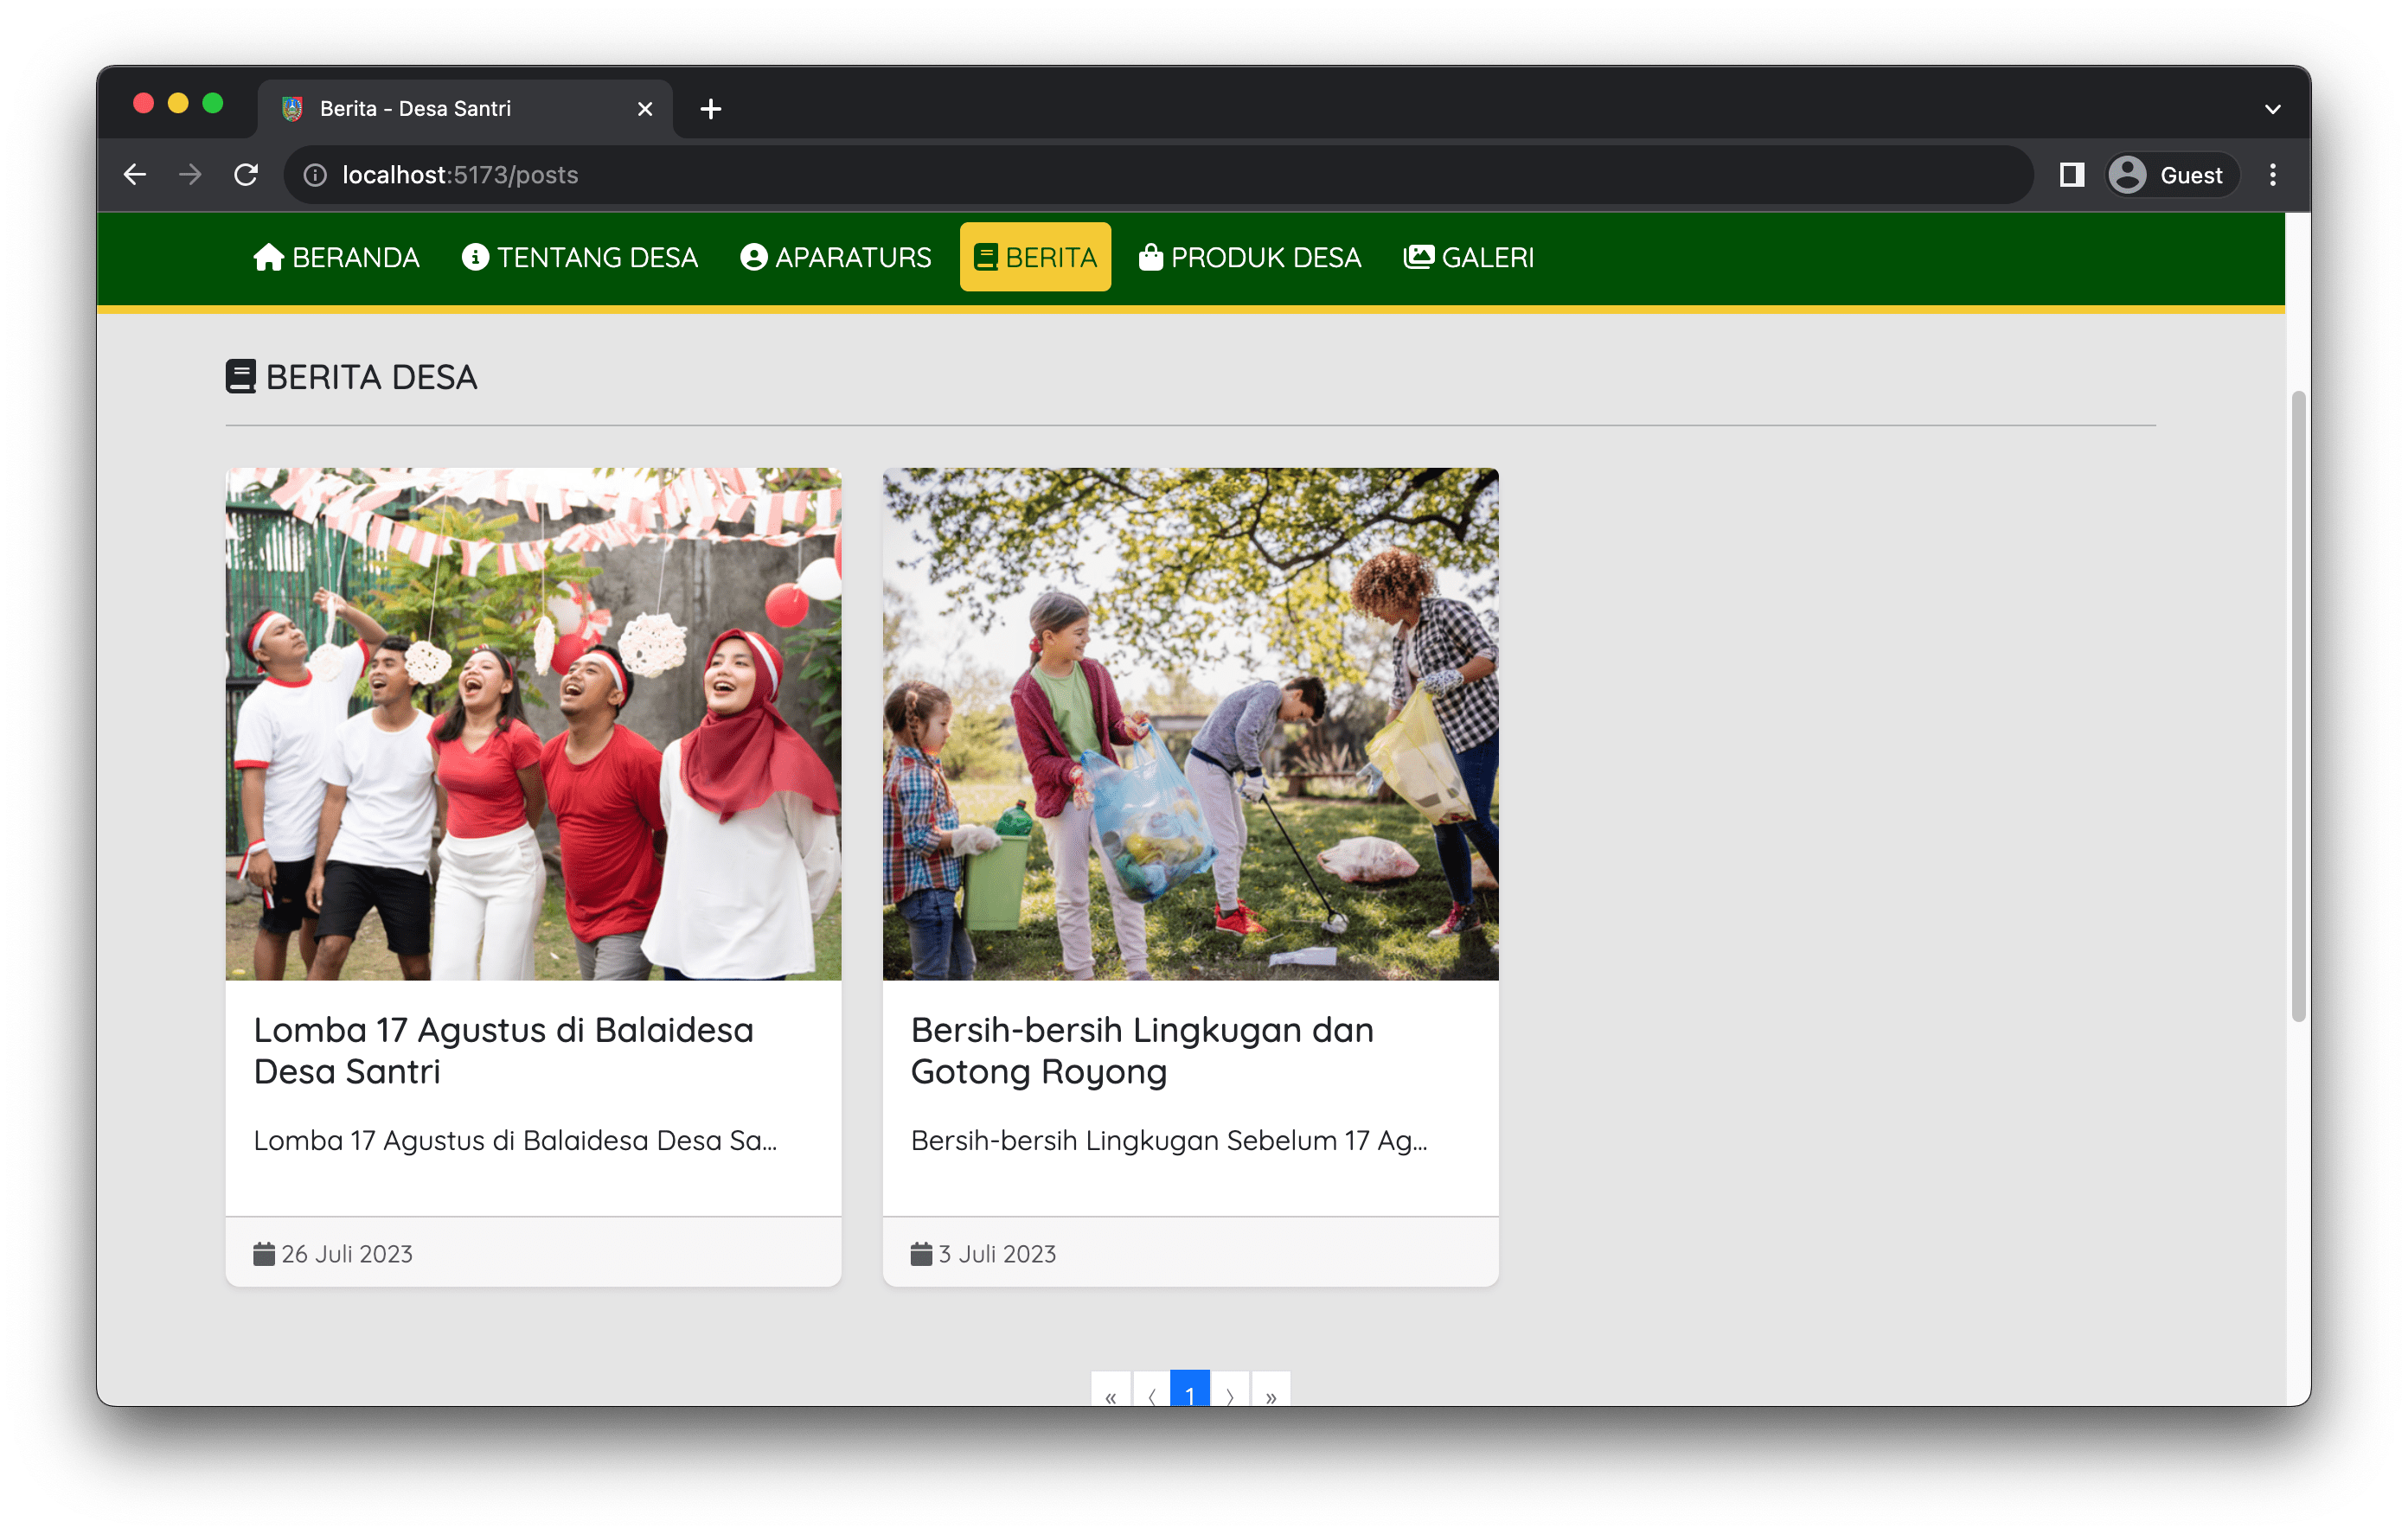 Berita - Desa Santri
localhost:5173/posts
Guest
BERANDA TENTANG DESA APARATURS BERITA PRODUK DESA GALERI
BERITA DESA
Lomba 17 Agustus di Balaidesa
Desa Santri
Lomba 17 Agustus di Balaidesa Desa Sa...
26 Juli 2023
Bersih-bersih Lingkugan dan
Gotong Royong
Bersih-bersih Lingkugan Sebelum 17 Ag...
3 Juli 2023
« ‹ 1 › »